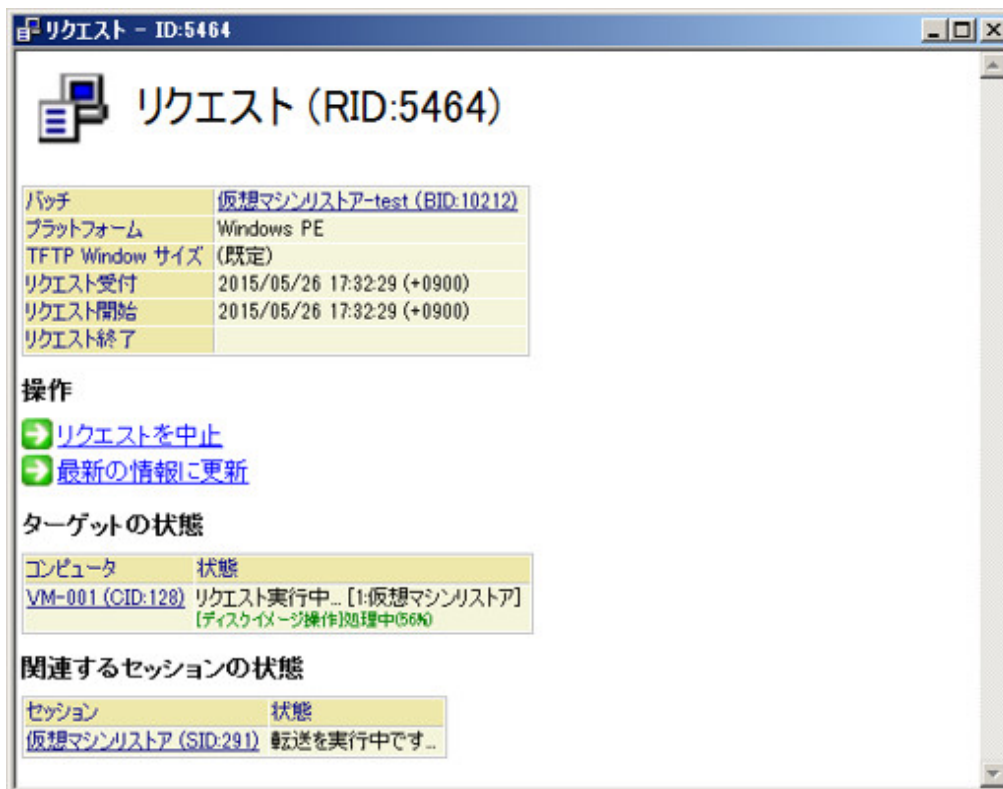 リクエスト - ID:5464
リクエスト (RID:5464)
バッチ 仮想マシンリストア-test (BID:10212)
プラットフォーム Windows PE
TFTP Window サイズ (既定)
リクエスト受付 2015/05/26 17:32:29 (+0900)
リクエスト開始 2015/05/26 17:32:29 (+0900)
リクエスト終了
操作
リクエストを中止
最新の情報に更新
ターゲットの状態
コンピュータ 状態
VM-001 (CID:128) リクエスト実行中... [1:仮想マシンリストア]
[ディスクイメージ操作]処理中(56%)
関連するセッションの状態
セッション 状態
仮想マシンリストア (SID:291) 転送を実行中です...